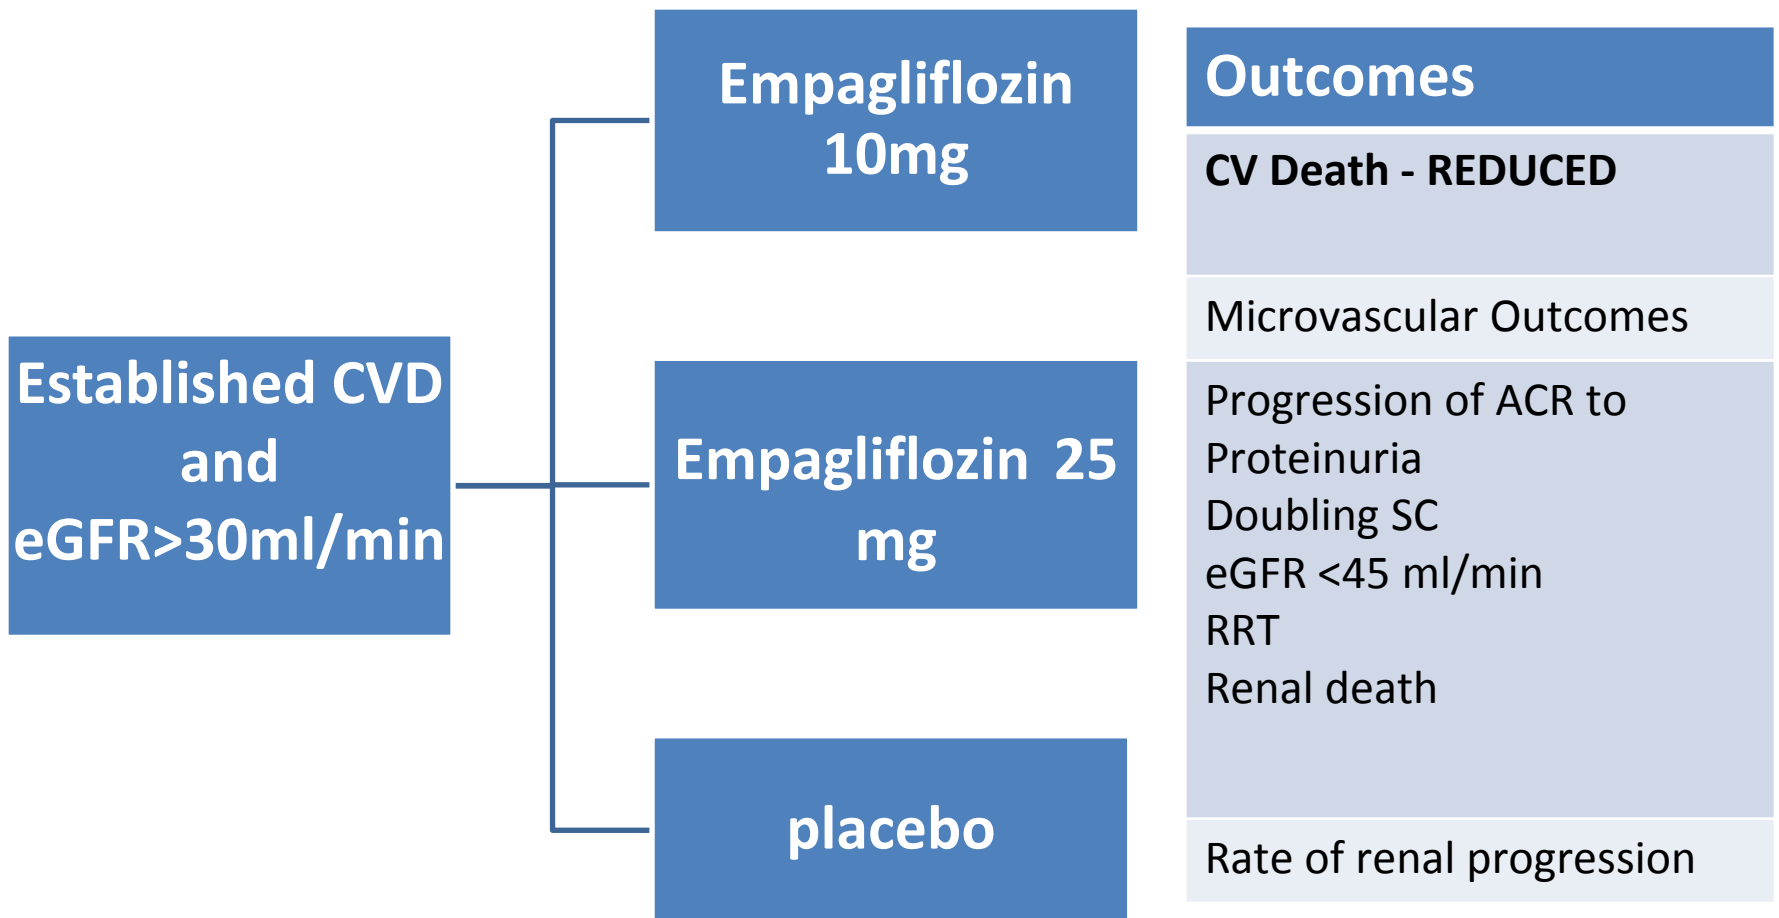 Established CVD
and
eGFR>30ml/min
Empagliflozin
10mg
Empagliflozin 25
mg
placebo
Outcomes
CV Death - REDUCED
Microvascular Outcomes
Progression of ACR to
Proteinuria
Doubling SC
eGFR <45 ml/min
RRT
Renal death
Rate of renal progression